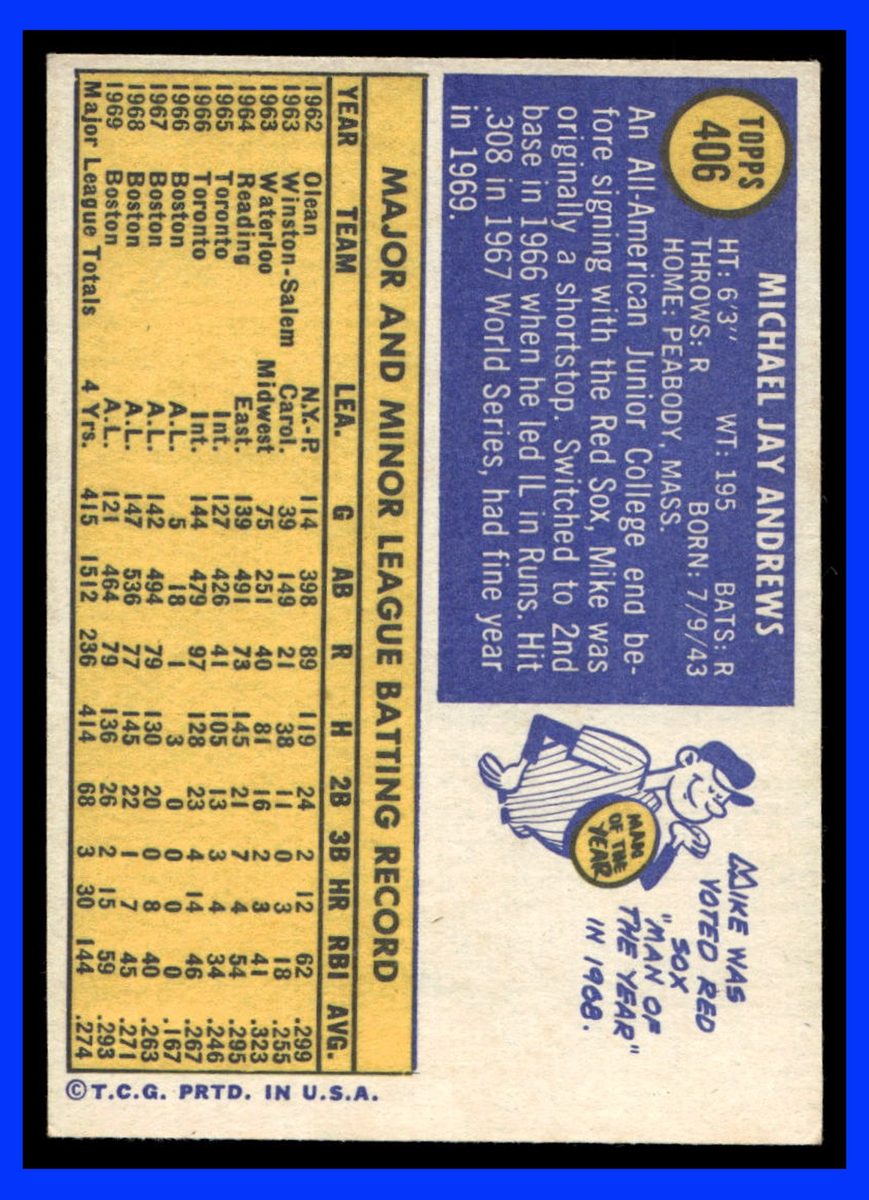 TOPPS
406
MICHAEL JAY ANDREWS
HT: 6'3" WT: 195 BATS: R
THROWS: R BORN: 7/9/43
HOME: PEABODY, MASS.
An All-American Junior College end be-
fore signing with the Red Sox, Mike was
originally a shortstop. Switched to 2nd
base in 1966 when he led IL in Runs. Hit
.308 in 1967 World Series, had fine year
in 1969.
MAN
OF THE
YEAR
MIKE WAS
VOTED RED
SOX
"MAN OF
THE YEAR"
IN 1968.
MAJOR AND MINOR LEAGUE BATTING RECORD
YEAR TEAM LEA. G AB R H 2B 3B HR RBI AVG.
1962 Olean N.Y.-P. 114 398 89 119 24 2 12 62 .299
1963 Winston-Salem Carol. 39 149 21 38 11 0 3 18 .255
1963 Waterloo Midwest 75 251 40 81 16 2 3 41 .323
1964 Reading East. 139 491 73 145 21 7 4 54 .295
1965 Toronto Int. 127 426 41 105 13 3 4 34 .246
1966 Toronto Int. 144 479 97 128 23 4 14 46 .267
1966 Boston A.L. 5 18 1 3 0 0 0 0 .167
1967 Boston A.L. 142 494 79 130 20 0 8 40 .263
1968 Boston A.L. 147 536 77 145 22 1 7 45 .271
1969 Boston A.L. 121 464 79 136 26 2 15 59 .293
Major League Totals 4 Yrs. 415 1512 236 414 68 3 30 144 .274
©T.C.G. PRTD. IN U.S.A.